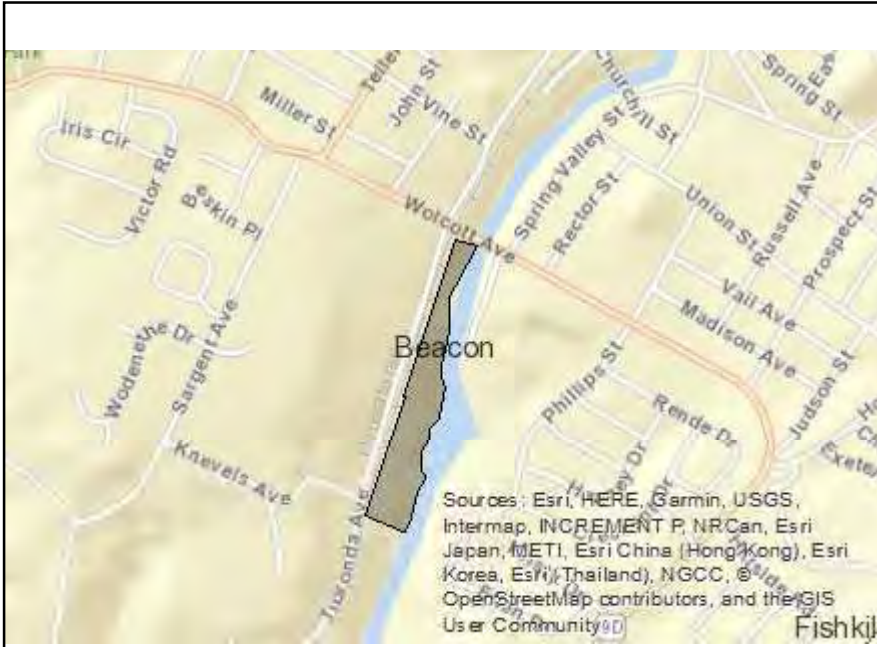 Teller
Miller St
John St
Vine St
Iris Cir
Victor Rd
Beskin Pl
Wolcott Ave
Churchill St
Spring St
Spring Valley St
Rector St
Union St
Russell Ave
Prospect St
Vail Ave
Madison Ave
Judson St
Phillips St
Rende Dr
Wodenethe Dr
Sargent Ave
Knevels Ave
Beacon
Tioronda Ave
Sources: Esri, HERE, Garmin, USGS,
Intermap, INCREMENT P, NRCan, Esri
Japan, METI, Esri China (Hong Kong), Esri
Korea, Esri (Thailand), NGCC, ©
OpenStreetMap contributors, and the GIS
User Community
9D
Fishkil